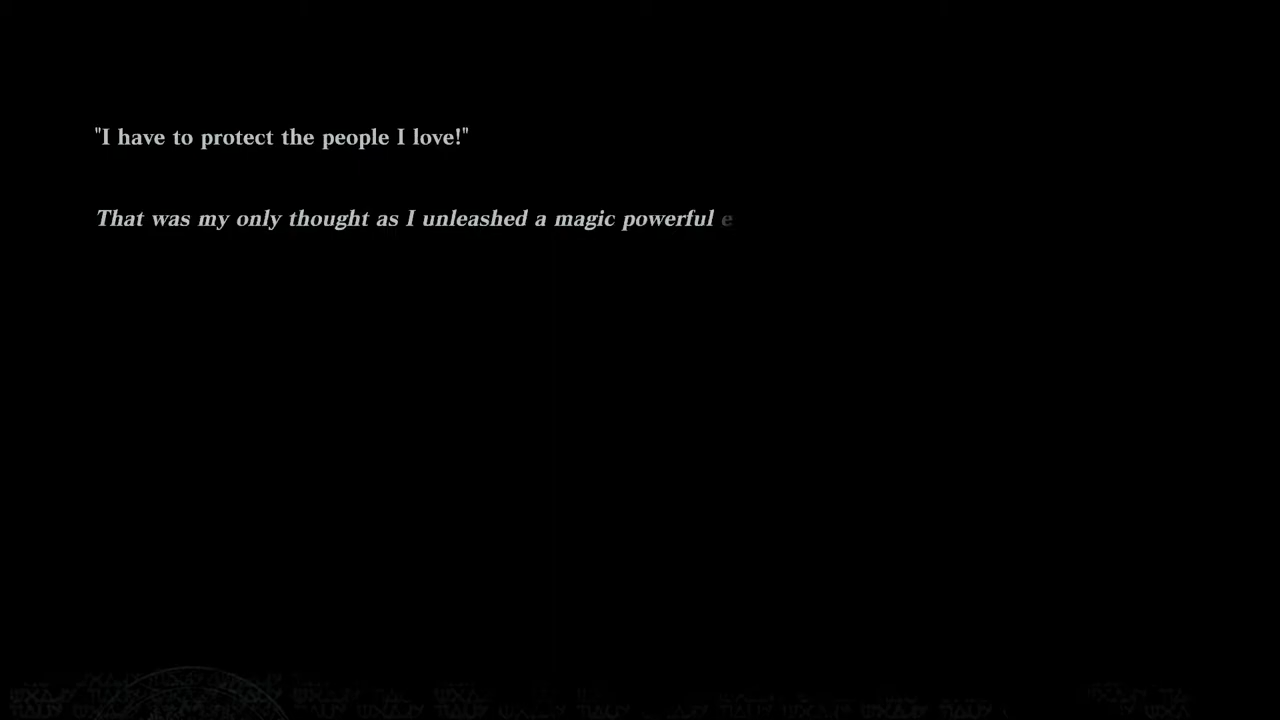 "I have to protect the people I love!"
That was my only thought as I unleashed a magic powerful e